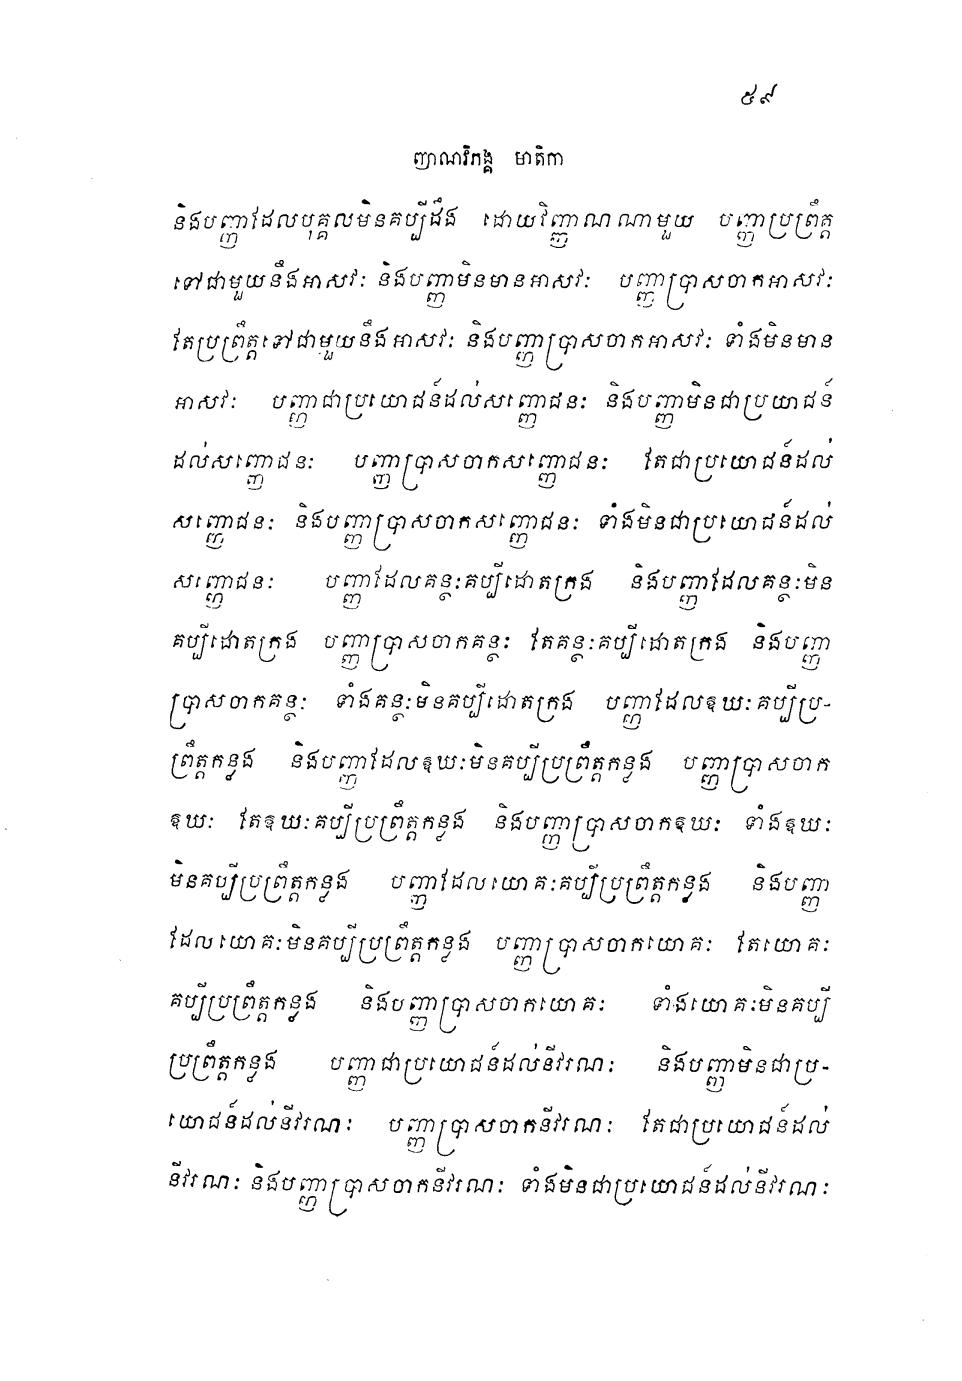 ៥៩
ញាណវិភង្គ មាតិកា
និងបញ្ញាដែលបុគ្គលមិនគប្បីដឹង ដោយវិញ្ញាណណាមួយ បញ្ញាប្រព្រឹត្ត
ទៅជាមួយនឹងអាសវៈ និងបញ្ញាមិនមានអាសវៈ បញ្ញាប្រាសចាកអាសវៈ
តែប្រព្រឹត្តទៅជាមួយនឹងអាសវៈ និងបញ្ញាប្រាសចាកអាសវៈ ទាំងមិនមាន
អាសវៈ បញ្ញាជាប្រយោជន៍ដល់សញ្ញោជនៈ និងបញ្ញាមិនជាប្រយោជន៍
ដល់សញ្ញោជនៈ បញ្ញាប្រាសចាកសញ្ញោជនៈ តែជាប្រយោជន៍ដល់
សញ្ញោជនៈ និងបញ្ញាប្រាសចាកសញ្ញោជនៈ ទាំងមិនជាប្រយោជន៍ដល់
សញ្ញោជនៈ បញ្ញាដែលគន្ថៈគប្បីដោតក្រង និងបញ្ញាដែលគន្ថៈមិន
គប្បីដោតក្រង បញ្ញាប្រាសចាកគន្ថៈ តែគន្ថៈគប្បីដោតក្រង និងបញ្ញា
ប្រាសចាកគន្ថៈ ទាំងគន្ថៈមិនគប្បីដោតក្រង បញ្ញាដែលឱឃៈគប្បីប្រ-
ព្រឹត្តកន្លង និងបញ្ញាដែលឱឃៈមិនគប្បីប្រព្រឹត្តកន្លង បញ្ញាប្រាសចាក
ឱឃៈ តែឱឃៈគប្បីប្រព្រឹត្តកន្លង និងបញ្ញាប្រាសចាកឱឃៈ ទាំងឱឃៈ
មិនគប្បីប្រព្រឹត្តកន្លង បញ្ញាដែលយោគៈគប្បីប្រព្រឹត្តកន្លង និងបញ្ញា
ដែលយោគៈមិនគប្បីប្រព្រឹត្តកន្លង បញ្ញាប្រាសចាកយោគៈ តែយោគៈ
គប្បីប្រព្រឹត្តកន្លង និងបញ្ញាប្រាសចាកយោគៈ ទាំងយោគៈមិនគប្បី
ប្រព្រឹត្តកន្លង បញ្ញាជាប្រយោជន៍ដល់នីវរណៈ និងបញ្ញាមិនជាប្រ-
យោជន៍ដល់នីវរណៈ បញ្ញាប្រាសចាកនីវរណៈ តែជាប្រយោជន៍ដល់
នីវរណៈ និងបញ្ញាប្រាសចាកនីវរណៈ ទាំងមិនជាប្រយោជន៍ដល់នីវរណៈ